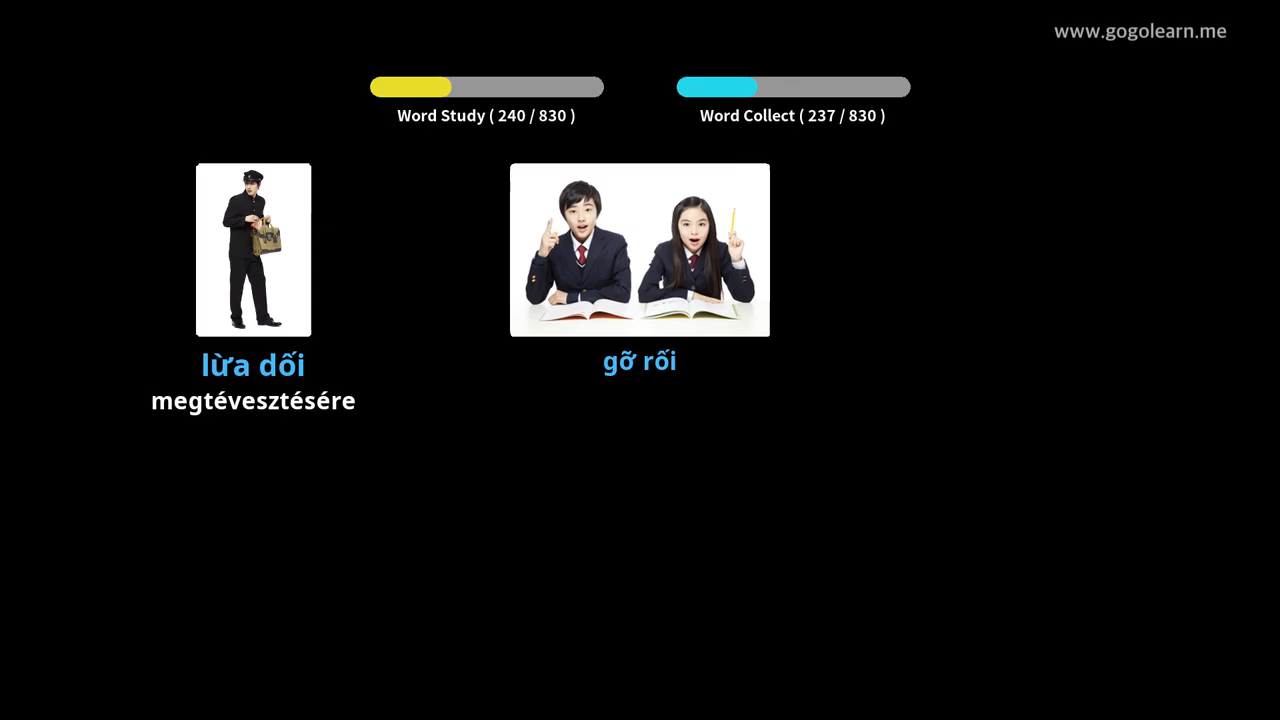 www.gogolearn.me
Word Study ( 240 / 830 )
Word Collect ( 237 / 830 )
lừa dối
megtévesztésére
gỡ rối